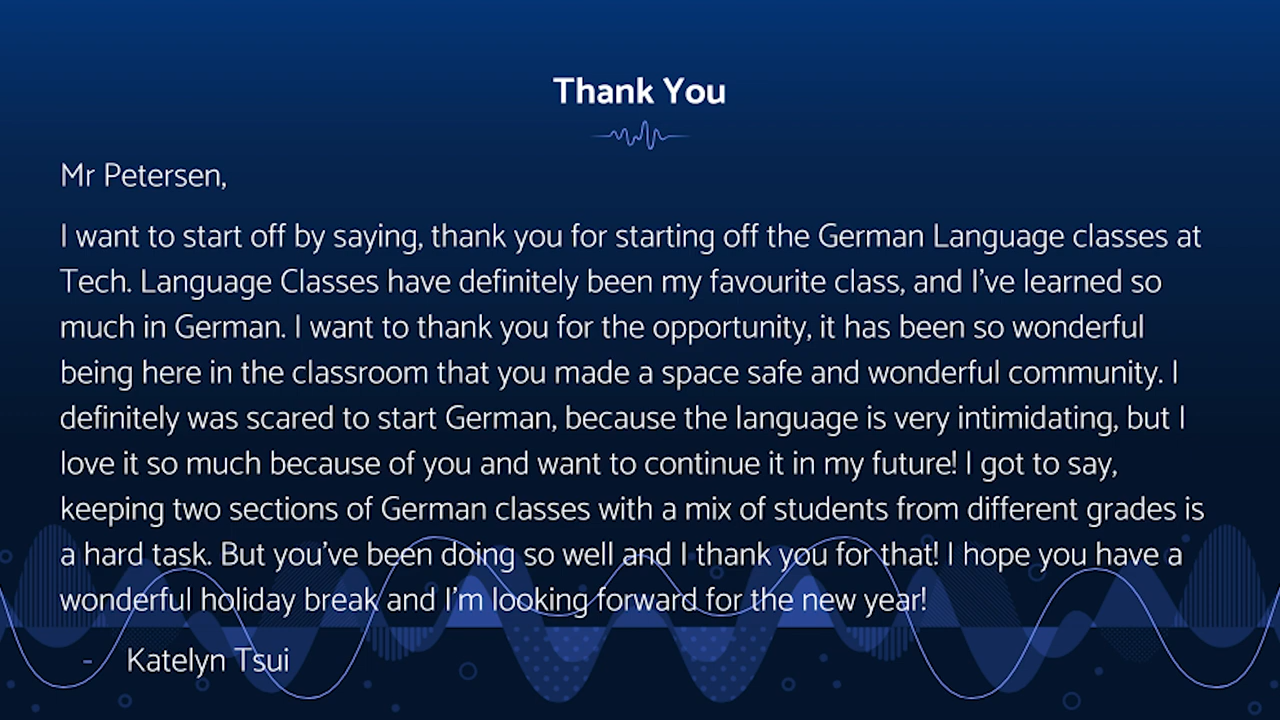 Thank You
Mr Petersen,
I want to start off by saying, thank you for starting off the German Language classes at
Tech. Language Classes have definitely been my favourite class, and I've learned so
much in German. I want to thank you for the opportunity, it has been so wonderful
being here in the classroom that you made a space safe and wonderful community. I
definitely was scared to start German, because the language is very intimidating, but I
love it so much because of you and want to continue it in my future! I got to say,
keeping two sections of German classes with a mix of students from different grades is
a hard task. But you've been doing so well and I thank you for that! I hope you have a
wonderful holiday break and I'm looking forward for the new year!
- Katelyn Tsui